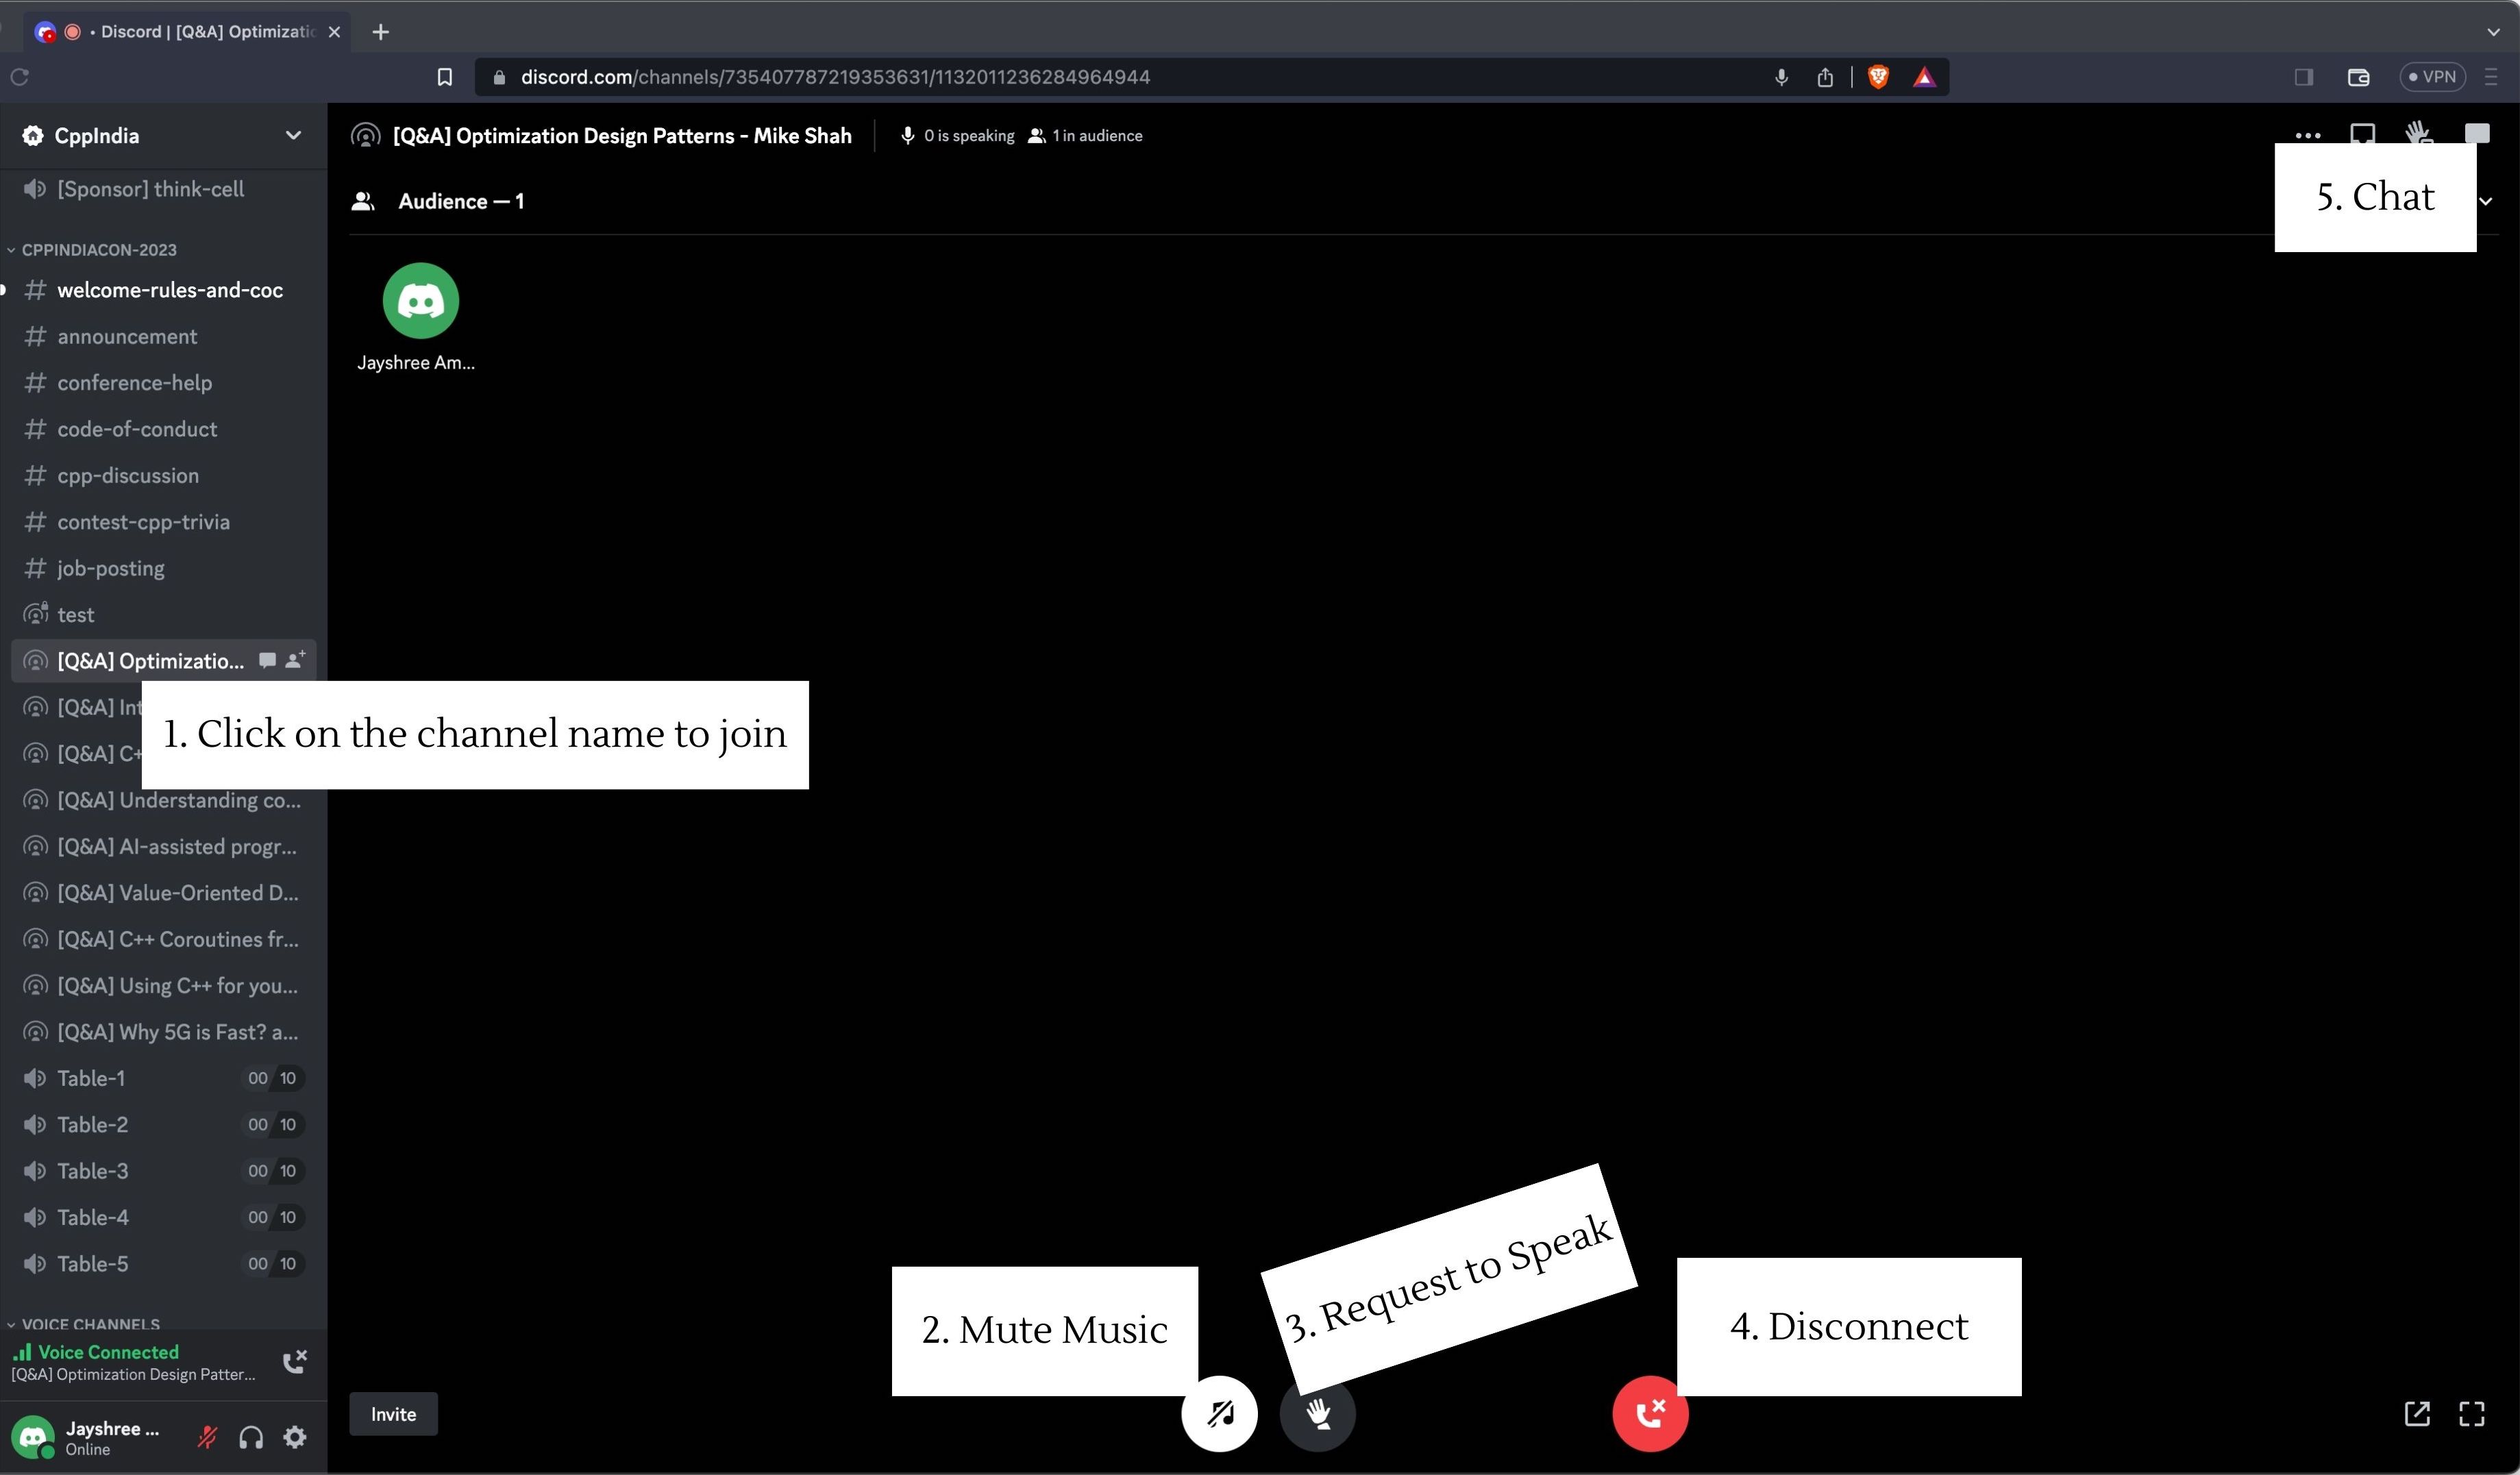 • Discord | [Q&A] Optimizatio
discord.com/channels/735407787219353631/1132011236284964944
VPN
CppIndia
[Q&A] Optimization Design Patterns - Mike Shah
0 is speaking
1 in audience
[Sponsor] think-cell
Audience — 1
5. Chat
CPPINDIACON-2023
welcome-rules-and-coc
announcement
Jayshree Am...
conference-help
code-of-conduct
cpp-discussion
contest-cpp-trivia
job-posting
test
[Q&A] Optimizatio...
[Q&A] Int
1. Click on the channel name to join
[Q&A] C+
[Q&A] Understanding co...
[Q&A] AI-assisted progr...
[Q&A] Value-Oriented D...
[Q&A] C++ Coroutines fr...
[Q&A] Using C++ for you...
[Q&A] Why 5G is Fast? a...
Table-1 00 10
Table-2 00 10
Table-3 00 10
Table-4 00 10
Table-5 00 10
2. Mute Music
3. Request to Speak
4. Disconnect
VOICE CHANNELS
Voice Connected
[Q&A] Optimization Design Patter...
Invite
Jayshree ...
Online